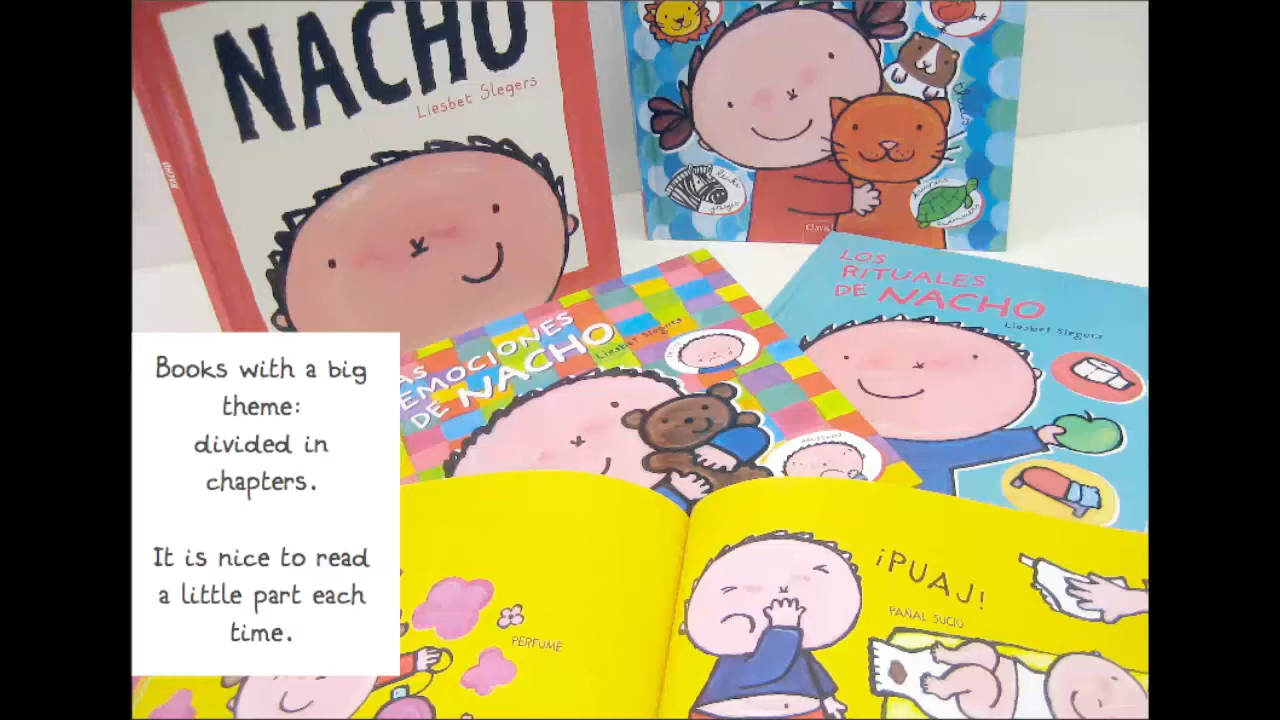 NACHO
Liesbet Slegers
NACHO
Clavis
LOS
RITUALES
DE NACHO
Liesbet Slegers
EMOCIONES
DE NACHO
Liesbet Slegers
Books with a big
theme:
divided in
chapters.
It is nice to read
a little part each
time.
¡PUAJ!
PAÑAL SUCIO
PERFUME